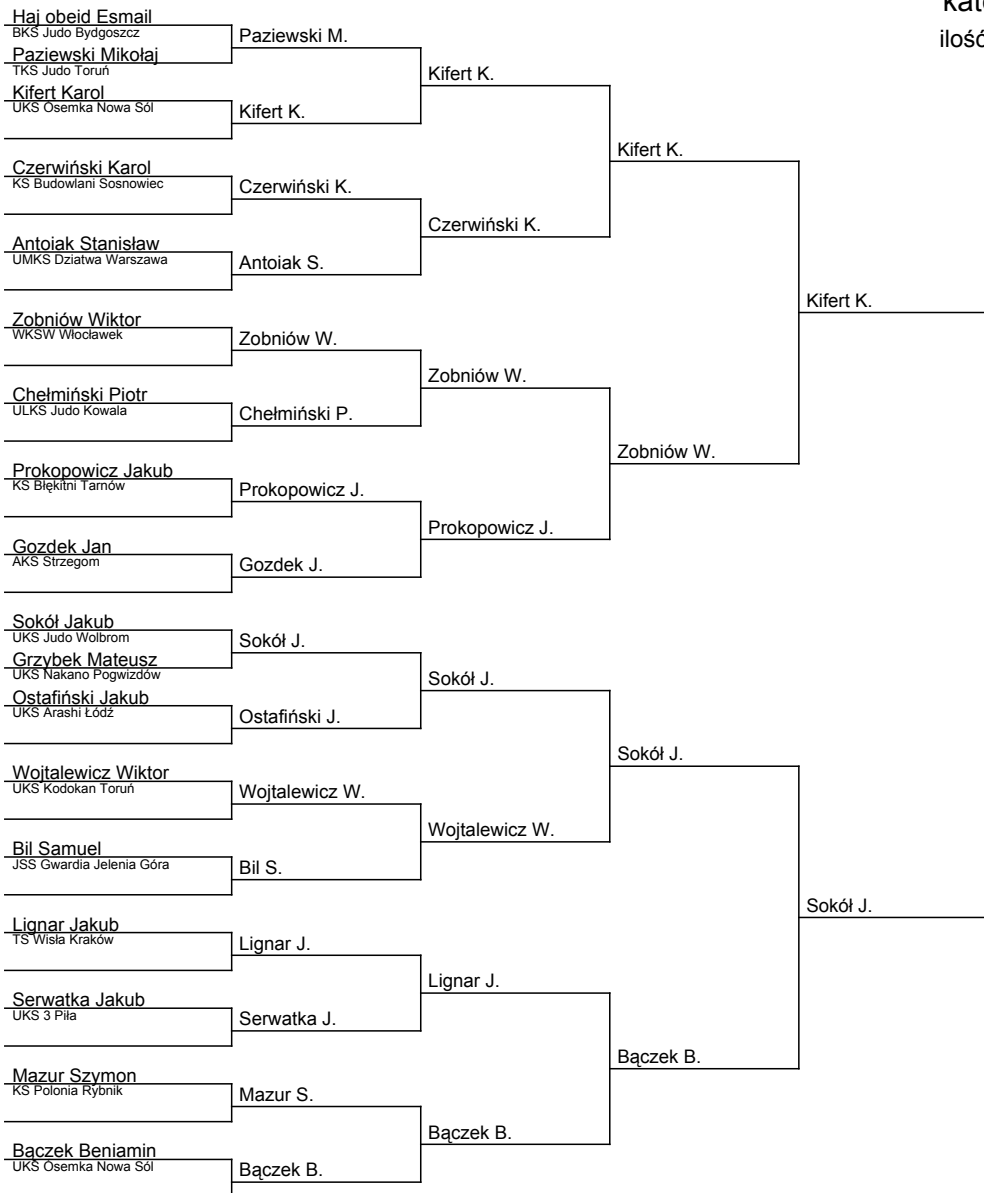 kate
ilość
Haj obeid Esmail
BKS Judo Bydgoszcz
Paziewski M.
Paziewski Mikołaj
TKS Judo Toruń
Kifert K.
Kifert Karol
UKS Ósemka Nowa Sól
Kifert K.
Kifert K.
Czerwiński Karol
KS Budowlani Sosnowiec
Czerwiński K.
Czerwiński K.
Antoiak Stanisław
UMKS Dziatwa Warszawa
Antoiak S.
Kifert K.
Zobniów Wiktor
WKSW Włocławek
Zobniów W.
Zobniów W.
Chełmiński Piotr
ULKS Judo Kowala
Chełmiński P.
Zobniów W.
Prokopowicz Jakub
KS Błękitni Tarnów
Prokopowicz J.
Prokopowicz J.
Gozdek Jan
AKS Strzegom
Gozdek J.
Sokół Jakub
UKS Judo Wolbrom
Sokół J.
Grzybek Mateusz
UKS Nakano Pogwizdów
Sokół J.
Ostafiński Jakub
UKS Arashi Łódź
Ostafiński J.
Sokół J.
Wojtalewicz Wiktor
UKS Kodokan Toruń
Wojtalewicz W.
Wojtalewicz W.
Bil Samuel
JSS Gwardia Jelenia Góra
Bil S.
Sokół J.
Lignar Jakub
TS Wisła Kraków
Lignar J.
Lignar J.
Serwatka Jakub
UKS 3 Piła
Serwatka J.
Bączek B.
Mazur Szymon
KS Polonia Rybnik
Mazur S.
Bączek B.
Bączek Beniamin
UKS Ósemka Nowa Sól
Bączek B.